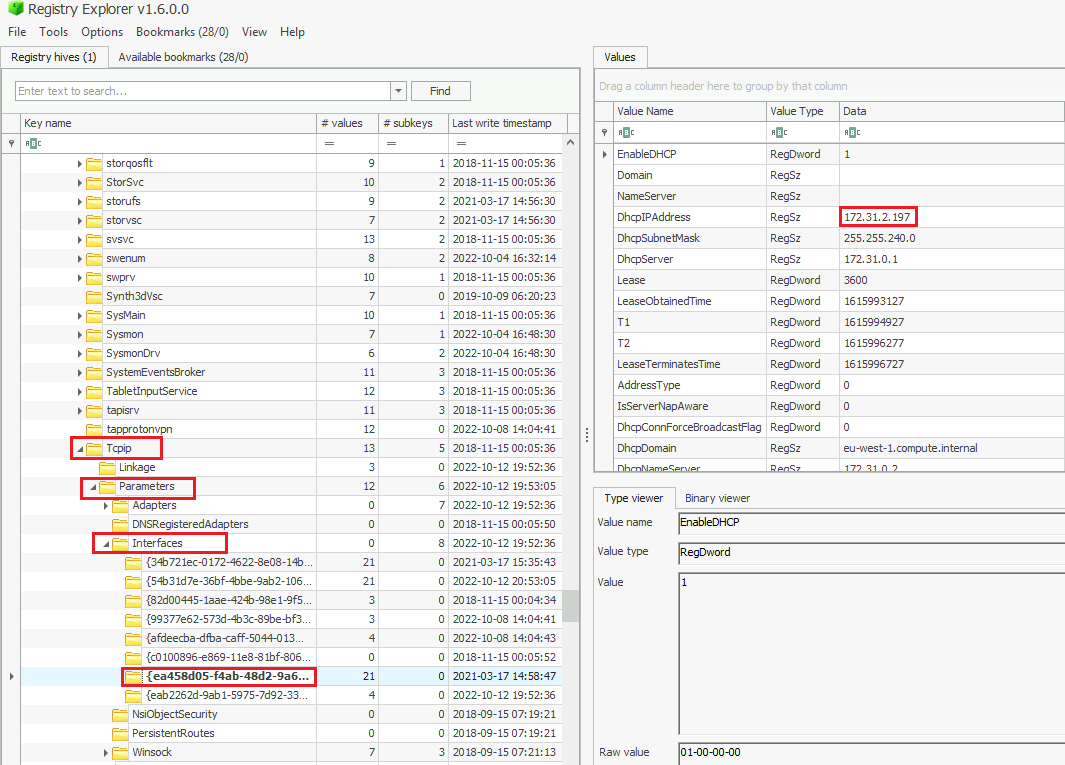 Registry Explorer v1.6.0.0
File Tools Options Bookmarks (28/0) View Help
Registry hives (1) Available bookmarks (28/0)
Enter text to search... Find
Key name # values # subkeys Last write timestamp
ABC = = =
storqosflt 9 1 2018-11-15 00:05:36
StorSvc 10 2 2018-11-15 00:05:36
storufs 9 2 2021-03-17 14:56:30
storvsc 7 2 2021-03-17 14:56:30
svsvc 13 2 2018-11-15 00:05:36
swenum 8 2 2022-10-04 16:32:14
swprv 10 1 2018-11-15 00:05:36
Synth3dVsc 7 0 2019-10-09 06:20:23
SysMain 10 1 2018-11-15 00:05:36
Sysmon 7 1 2022-10-04 16:48:30
SysmonDrv 6 2 2022-10-04 16:48:30
SystemEventsBroker 11 3 2018-11-15 00:05:36
TabletInputService 12 3 2018-11-15 00:05:36
tapisrv 11 3 2018-11-15 00:05:36
tapprotonvpn 12 0 2022-10-08 14:04:41
Tcpip 13 5 2018-11-15 00:05:36
Linkage 3 0 2022-10-12 19:52:36
Parameters 12 6 2022-10-12 19:53:05
Adapters 0 7 2022-10-12 19:52:36
DNSRegisteredAdapters 0 0 2018-11-15 00:05:50
Interfaces 0 8 2022-10-12 19:52:36
{34b721ec-0172-4622-8e08-14b... 21 0 2021-03-17 15:35:43
{54b31d7e-36bf-4bbe-9ab2-106... 21 0 2022-10-12 20:53:05
{82d00445-1aae-424b-98e1-9f5... 3 0 2018-11-15 00:04:34
{99377e62-573d-4b3c-89be-bf3... 3 0 2022-10-08 14:04:41
{afdeecba-dfba-caff-5044-013... 4 0 2022-10-08 14:04:43
{c0100896-e869-11e8-81bf-806... 0 0 2018-11-15 00:05:52
{ea458d05-f4ab-48d2-9a6... 21 0 2021-03-17 14:58:47
{eab2262d-9ab1-5975-7d92-33... 4 0 2022-10-12 19:52:36
NsiObjectSecurity 0 0 2018-09-15 07:19:21
PersistentRoutes 0 0 2018-09-15 07:19:21
Winsock 7 3 2018-09-15 07:21:13
Values
Drag a column header here to group by that column
Value Name Value Type Data
ABC ABC ABC
EnableDHCP RegDword 1
Domain RegSz
NameServer RegSz
DhcpIPAddress RegSz 172.31.2.197
DhcpSubnetMask RegSz 255.255.240.0
DhcpServer RegSz 172.31.0.1
Lease RegDword 3600
LeaseObtainedTime RegDword 1615993127
T1 RegDword 1615994927
T2 RegDword 1615996277
LeaseTerminatesTime RegDword 1615996727
AddressType RegDword 0
IsServerNapAware RegDword 0
DhcpConnForceBroadcastFlag RegDword 0
DhcpDomain RegSz eu-west-1.compute.internal
DhcpNameServer RegSz 172.31.0.2
Type viewer Binary viewer
Value name EnableDHCP
Value type RegDword
Value 1
Raw value 01-00-00-00